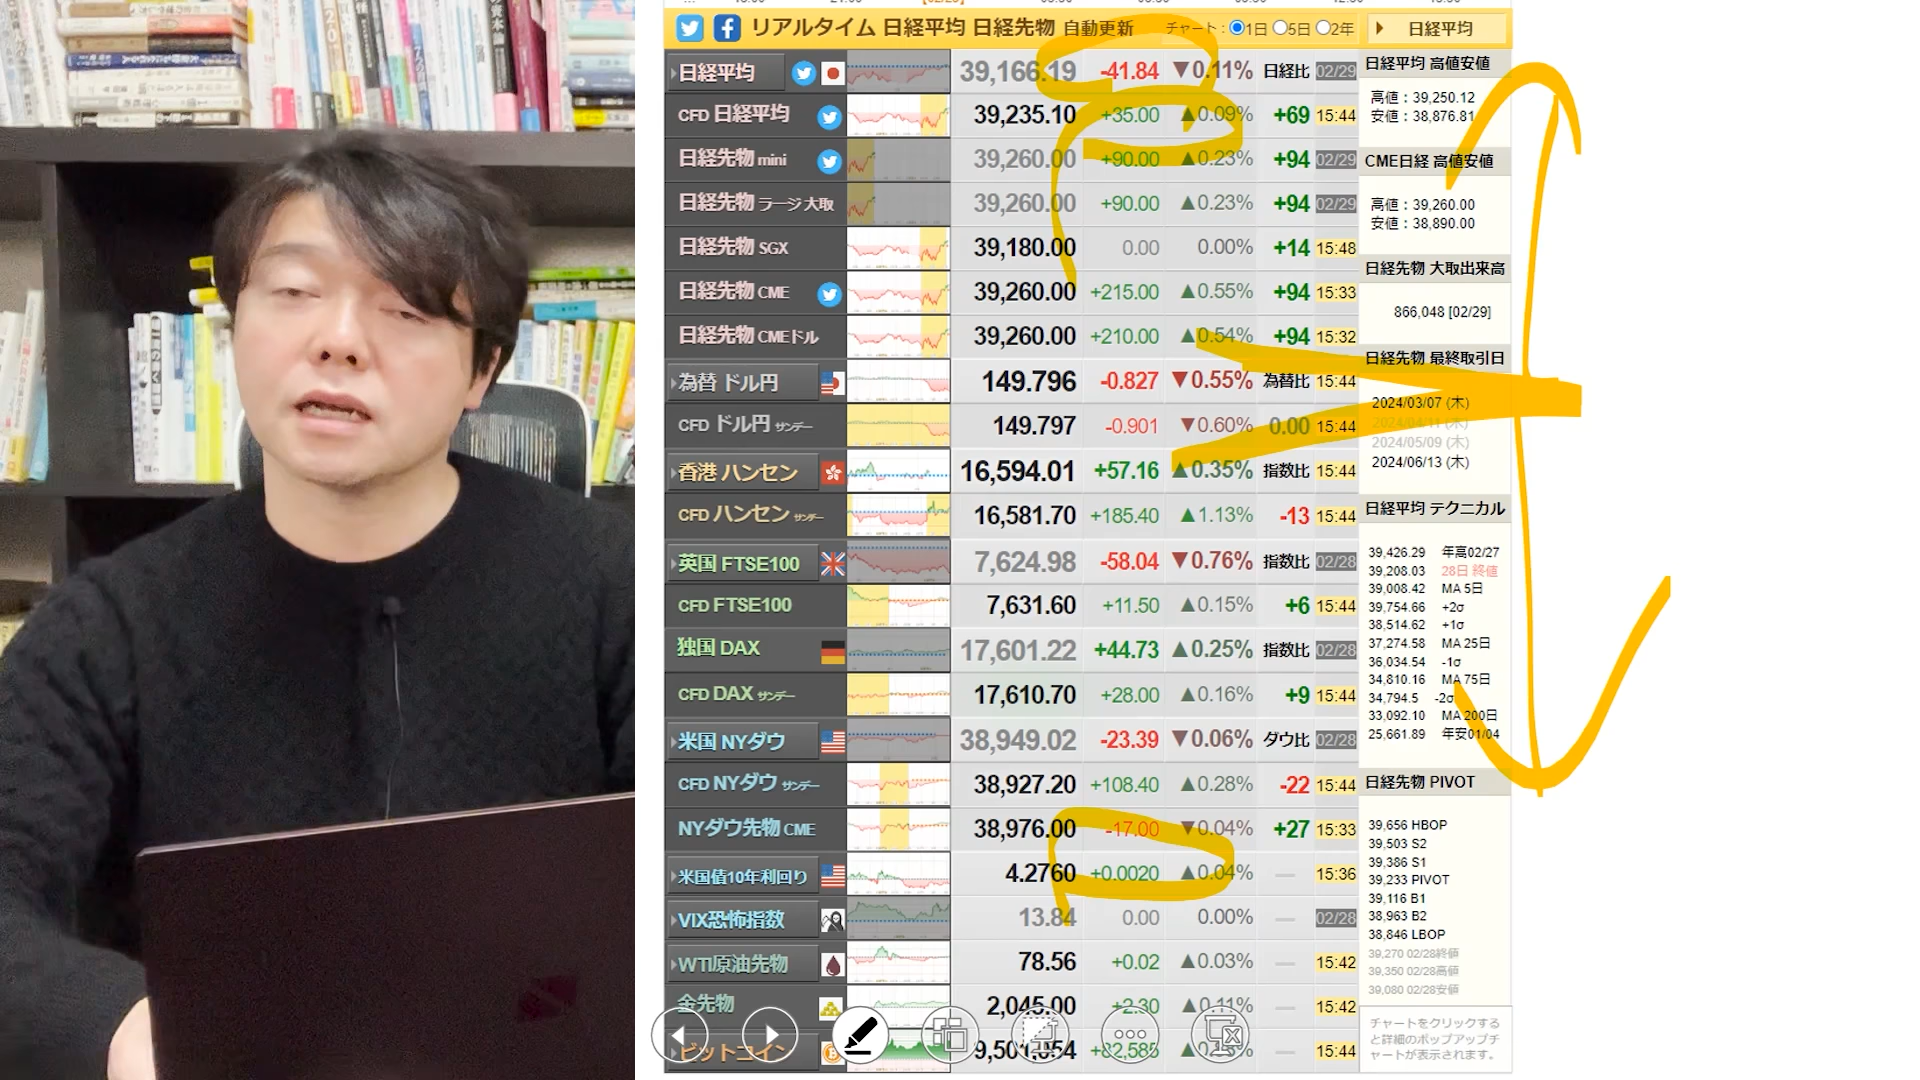 リアルタイム 日経平均 日経先物 自動更新 チャート: 1日 5日 2年 日経平均
日経平均 39,166.19 -41.84 ▼0.11% 日経比 02/29
CFD 日経平均 39,235.10 +35.00 ▲0.09% +69 15:44
日経先物 mini 39,260.00 +90.00 ▲0.23% +94 02/29
日経先物 ラージ 大取 39,260.00 +90.00 ▲0.23% +94 02/29
日経先物 SGX 39,180.00 0.00 0.00% +14 15:48
日経先物 CME 39,260.00 +215.00 ▲0.55% +94 15:33
日経先物 CMEドル 39,260.00 +210.00 ▲0.54% +94 15:32
為替 ドル円 149.796 -0.827 ▼0.55% 為替比 15:44
CFD ドル円 サンデー 149.797 -0.901 ▼0.60% 0.00 15:44
香港 ハンセン 16,594.01 +57.16 ▲0.35% 指数比 15:44
CFD ハンセン サンデー 16,581.70 +185.40 ▲1.13% -13 15:44
英国 FTSE100 7,624.98 -58.04 ▼0.76% 指数比 02/28
CFD FTSE100 7,631.60 +11.50 ▲0.15% +6 15:44
独国 DAX 17,601.22 +44.73 ▲0.25% 指数比 02/28
CFD DAX サンデー 17,610.70 +28.00 ▲0.16% +9 15:44
米国 NYダウ 38,949.02 -23.39 ▼0.06% ダウ比 02/28
CFD NYダウ サンデー 38,927.20 +108.40 ▲0.28% -22 15:44
NYダウ先物 CME 38,976.00 -17.00 ▼0.04% +27 15:33
米国債10年利回り 4.2760 +0.0020 ▲0.04% — 15:36
VIX恐怖指数 13.84 0.00 0.00% — 02/28
WTI原油先物 78.56 +0.02 ▲0.03% — 15:42
金先物 2,045.00 +2.30 ▲0.11% — 15:42
ビットコイン +82,585 — 15:44
日経平均 高値安値
高値：39,250.12
安値：38,876.81
CME日経 高値安値
高値：39,260.00
安値：38,890.00
日経先物 大取出来高
866,048 [02/29]
日経先物 最終取引日
2024/03/07 (木)
2024/04/11 (木)
2024/05/09 (木)
2024/06/13 (木)
日経平均 テクニカル
39,426.29 年高02/27
39,208.03 28日 終値
39,008.42 MA 5日
39,754.66 +2σ
38,514.62 +1σ
37,274.58 MA 25日
36,034.54 -1σ
34,810.16 MA 75日
34,794.5 -2σ
33,092.10 MA 200日
25,661.89 年安01/04
日経先物 PIVOT
39,656 HBOP
39,503 S2
39,386 S1
39,233 PIVOT
39,116 B1
38,963 B2
38,846 LBOP
39,270 02/28終値
39,350 02/28高値
39,080 02/28安値
チャートをクリックする
と詳細のポップアップチ
ャートが表示されます。